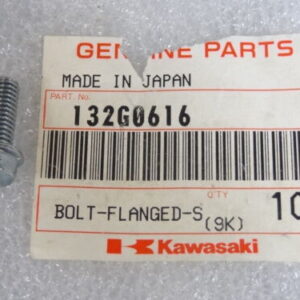 GENUINE PARTS
MADE IN JAPAN
PART No.
132G0616
QTY
BOLT-FLANGED-S
(9K)
10
Kawasaki